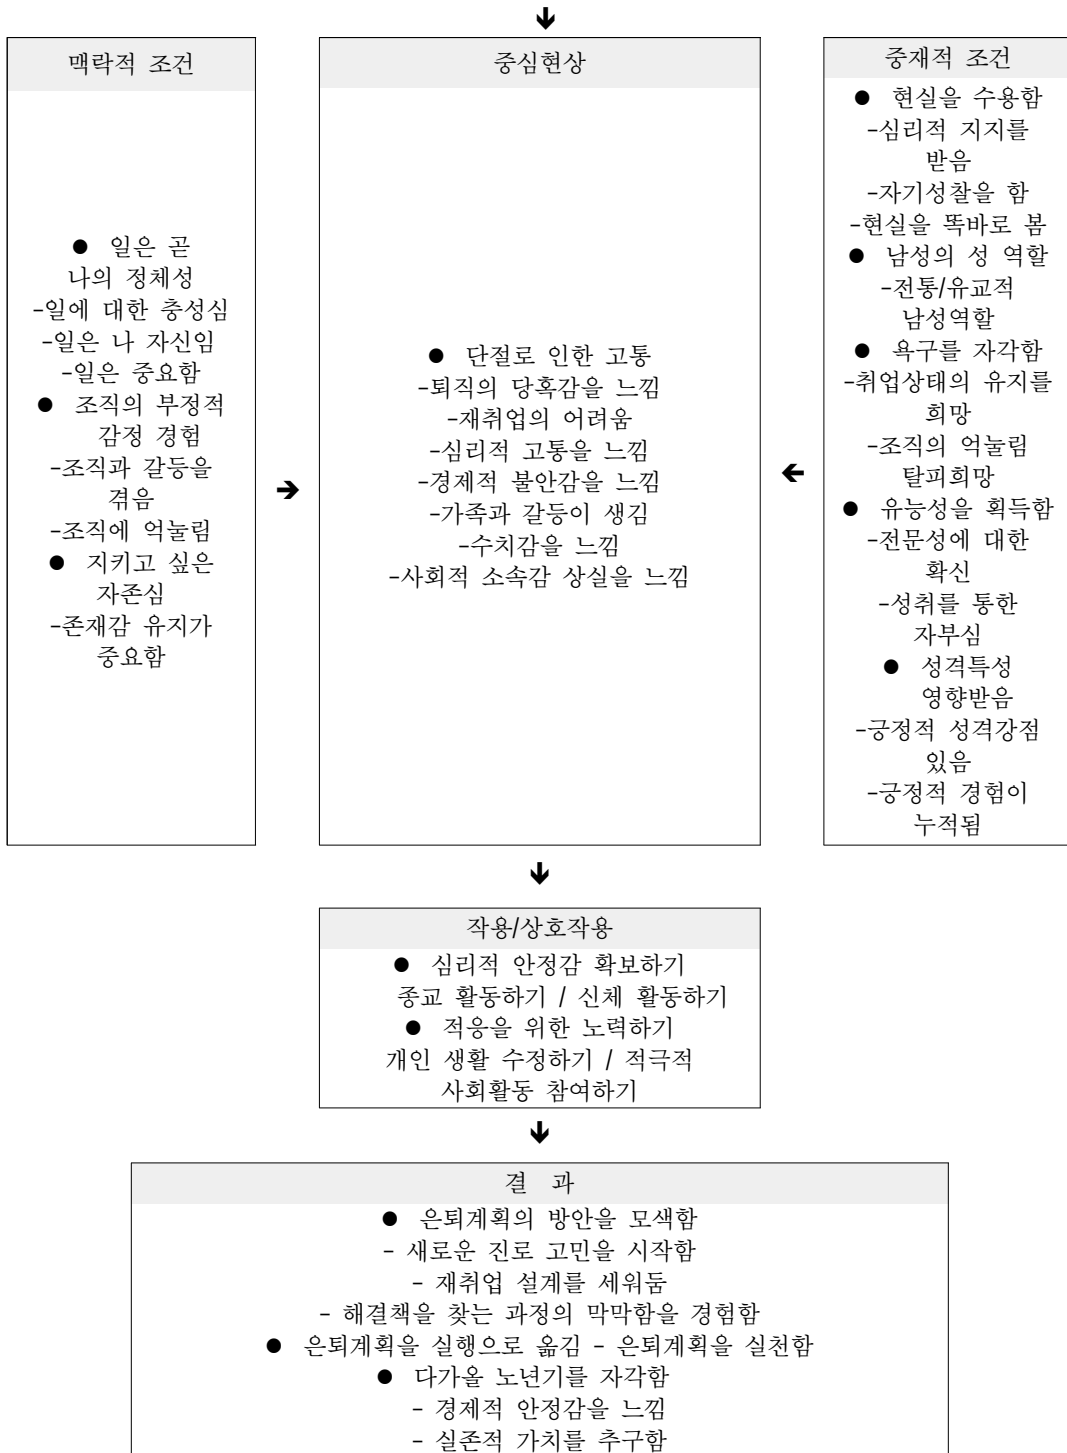 맥락적 조건
● 일은 곧
나의 정체성
-일에 대한 충성심
-일은 나 자신임
-일은 중요함
● 조직의 부정적
감정 경험
-조직과 갈등을
겪음
-조직에 억눌림
● 지키고 싶은
자존심
-존재감 유지가
중요함
중심현상
● 단절로 인한 고통
-퇴직의 당혹감을 느낌
-재취업의 어려움
-심리적 고통을 느낌
-경제적 불안감을 느낌
-가족과 갈등이 생김
-수치감을 느낌
-사회적 소속감 상실을 느낌
중재적 조건
● 현실을 수용함
-심리적 지지를
받음
-자기성찰을 함
-현실을 똑바로 봄
● 남성의 성 역할
-전통/유교적
남성역할
● 욕구를 자각함
-취업상태의 유지를
희망
-조직의 억눌림
탈피희망
● 유능성을 획득함
-전문성에 대한
확신
-성취를 통한
자부심
● 성격특성
영향받음
-긍정적 성격강점
있음
-긍정적 경험이
누적됨
작용/상호작용
● 심리적 안정감 확보하기
종교 활동하기 / 신체 활동하기
● 적응을 위한 노력하기
개인 생활 수정하기 / 적극적
사회활동 참여하기
결 과
● 은퇴계획의 방안을 모색함
- 새로운 진로 고민을 시작함
- 재취업 설계를 세워둠
- 해결책을 찾는 과정의 막막함을 경험함
● 은퇴계획을 실행으로 옮김 - 은퇴계획을 실천함
● 다가올 노년기를 자각함
- 경제적 안정감을 느낌
- 실존적 가치를 추구함